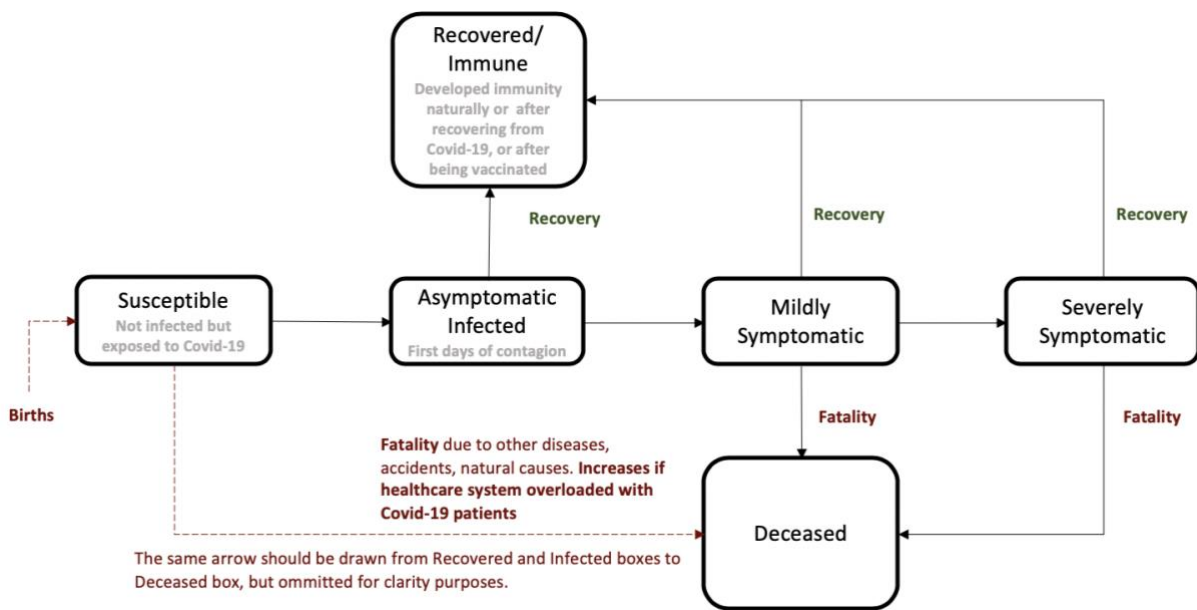 Recovered/
Immune
Developed immunity
naturally or after
recovering from
Covid-19, or after
being vaccinated
Recovery
Recovery
Recovery
Susceptible
Not infected but
exposed to Covid-19
Asymptomatic
Infected
First days of contagion
Mildly
Symptomatic
Severely
Symptomatic
Births
Fatality
Fatality
Fatality due to other diseases,
accidents, natural causes. Increases if
healthcare system overloaded with
Covid-19 patients
Deceased
The same arrow should be drawn from Recovered and Infected boxes to
Deceased box, but ommitted for clarity purposes.